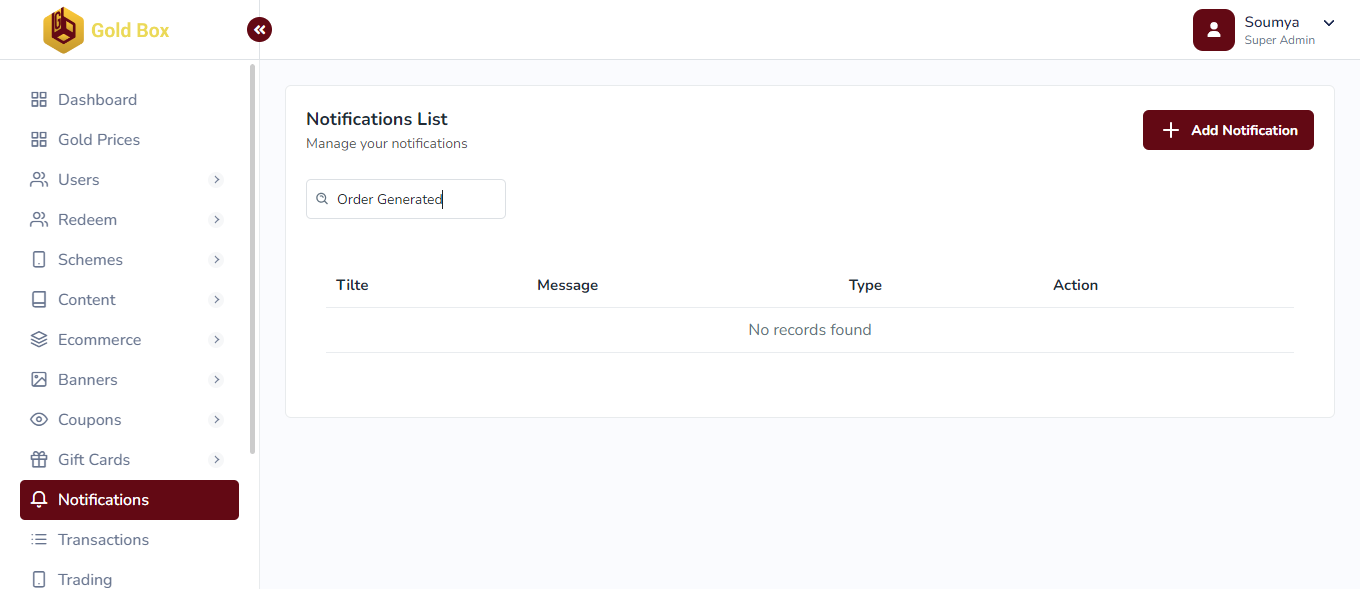 Gold Box
Soumya
Super Admin
Dashboard
Gold Prices
Users
Redeem
Schemes
Content
Ecommerce
Banners
Coupons
Gift Cards
Notifications
Transactions
Trading
Notifications List
Manage your notifications
Add Notification
Order Generated
Tilte Message Type Action
No records found